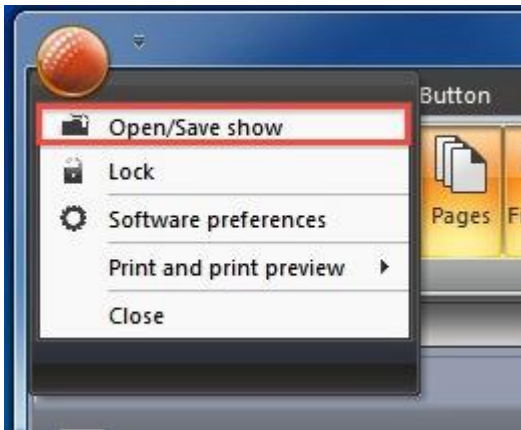 Button
Open/Save show
Lock
Pages
Software preferences
Print and print preview
Close